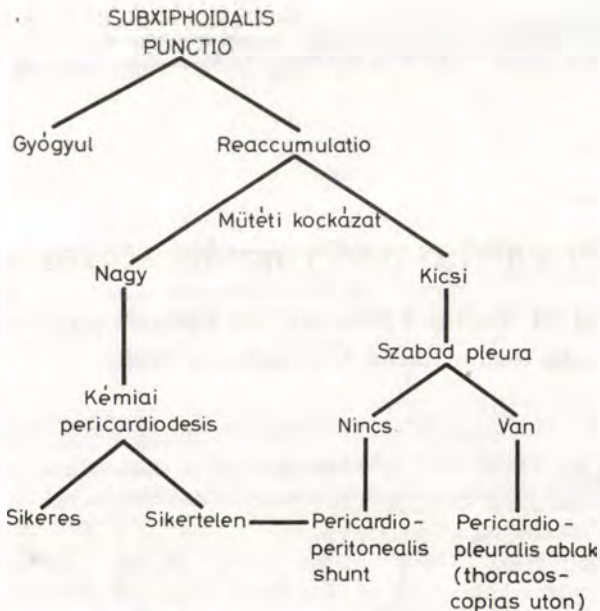 SUBXIPHOIDALIS
PUNCTIO
Gyógyul
Reaccumulatio
Mütéti kockázat
Nagy
Kicsi
Szabad pleura
Kémiai
pericardiodesis
Nincs
Van
Sikeres
Sikertelen
Pericardio-
peritonealis
shunt
Pericardio-
pleuralis ablak
(thoracos-
copias uton)